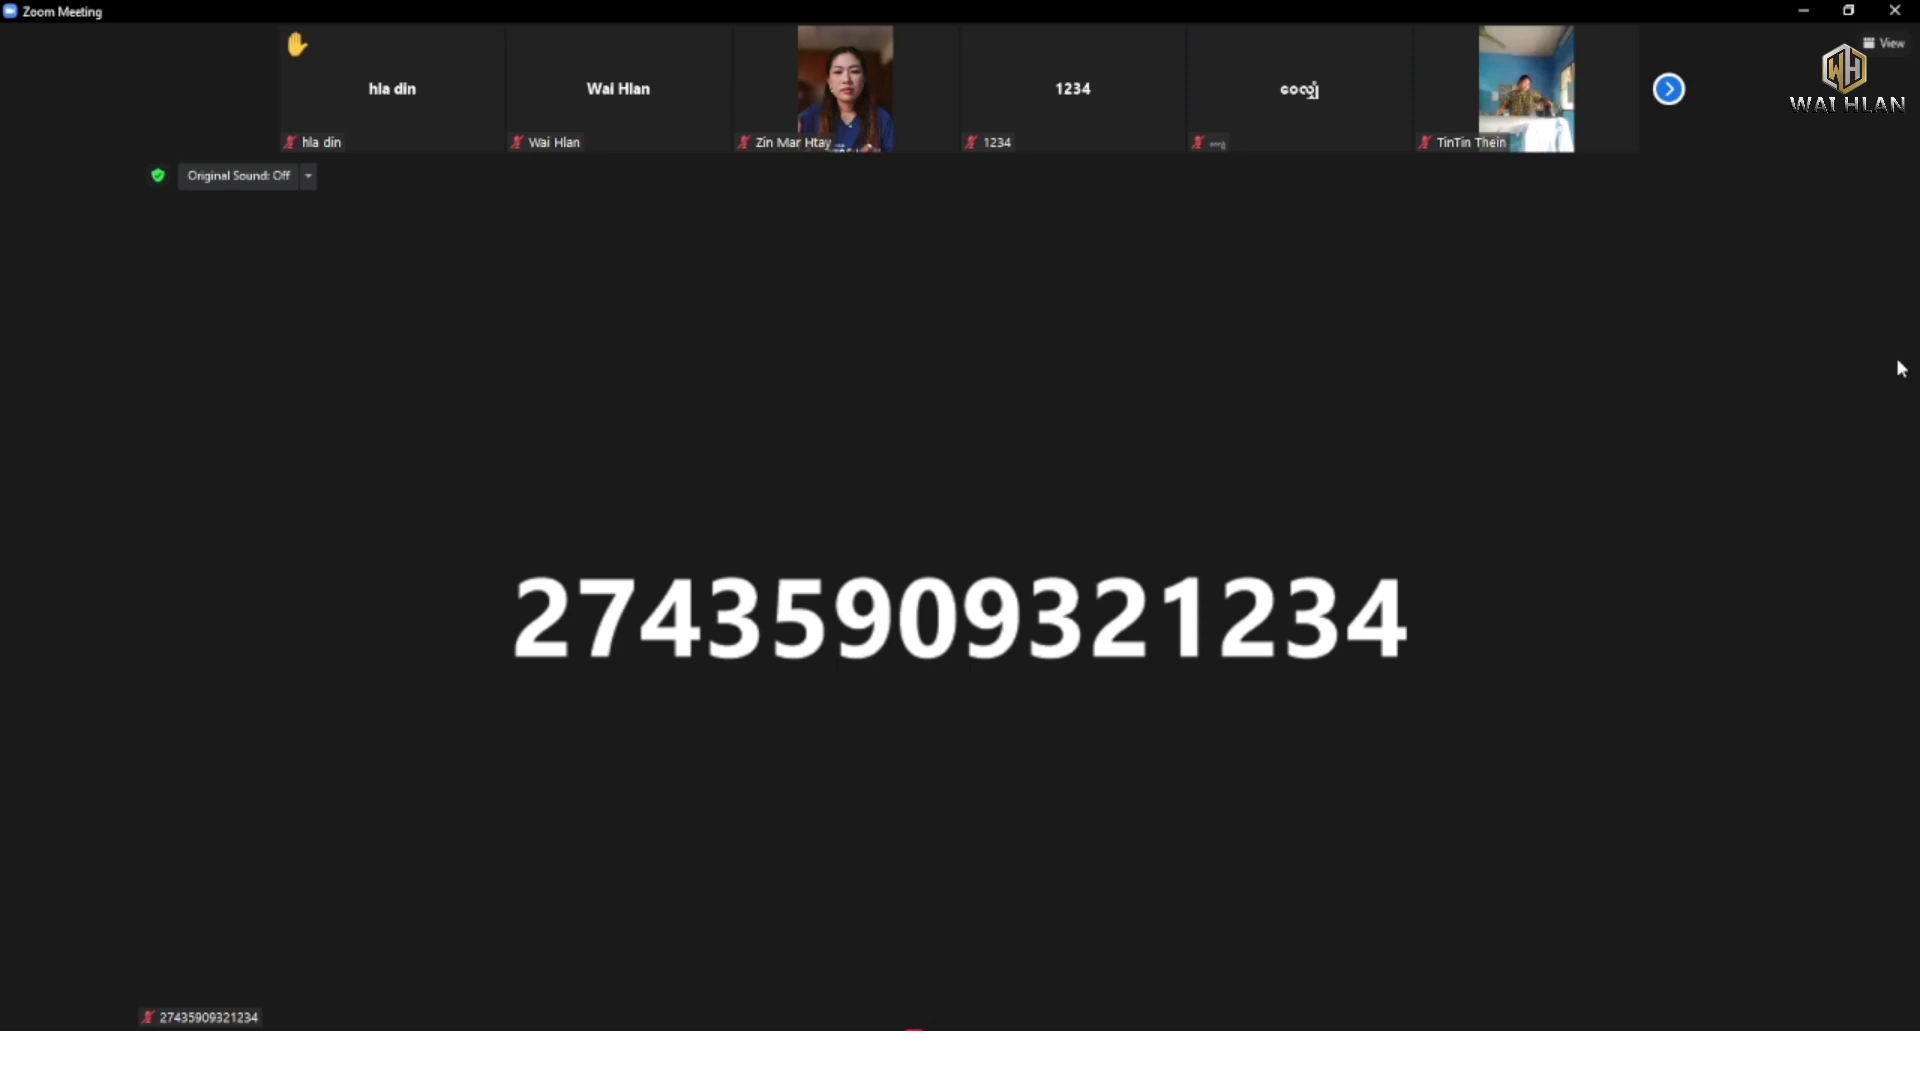 Zoom Meeting
View
WAI HLAN
hla din
Wai Hlan
1234
ဝေလျှံ
hla din
Wai Hlan
Zin Mar Htay
1234
TinTin Thein
Original Sound: Off
27435909321234
27435909321234